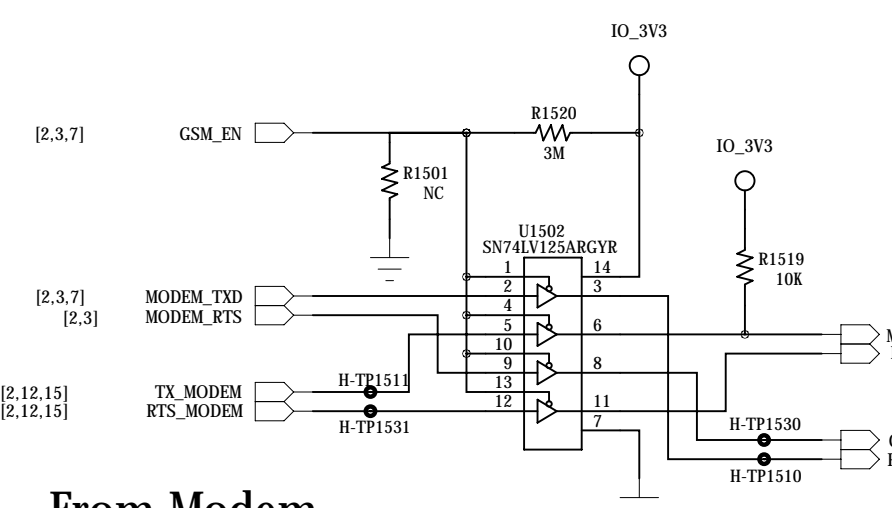 IO_3V3
R1520
[2,3,7] GSM_EN
3M
IO_3V3
R1501
NC
U1502
SN74LV125ARGYR
R1519
10K
1 14
2 3
[2,3,7] MODEM_TXD
4
[2,3] MODEM_RTS
5 6
10
9 8
H-TP1511
13
[2,12,15] TX_MODEM
12 11
[2,12,15] RTS_MODEM
7
H-TP1531
H-TP1530
H-TP1510
From Modem